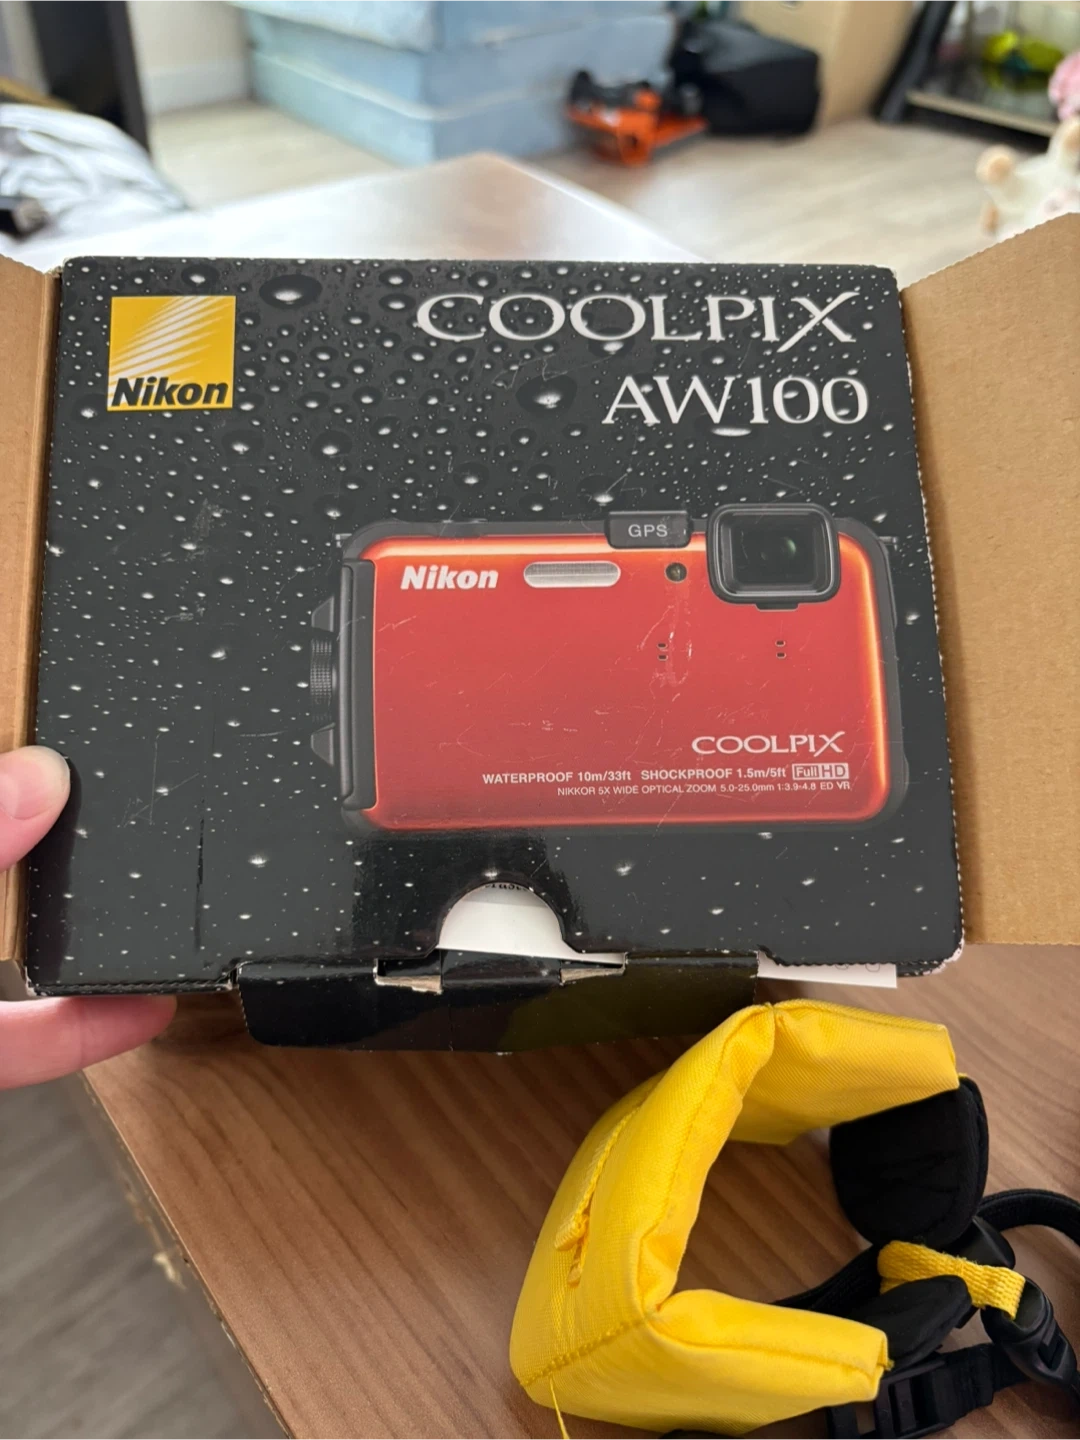 Nikon
COOLPIX
AW100
GPS
Nikon
COOLPIX
WATERPROOF 10m/33ft SHOCKPROOF 1.5m/5ft Full HD
NIKKOR 5X WIDE OPTICAL ZOOM 5.0-25.0mm 1:3.9-4.8 ED VR